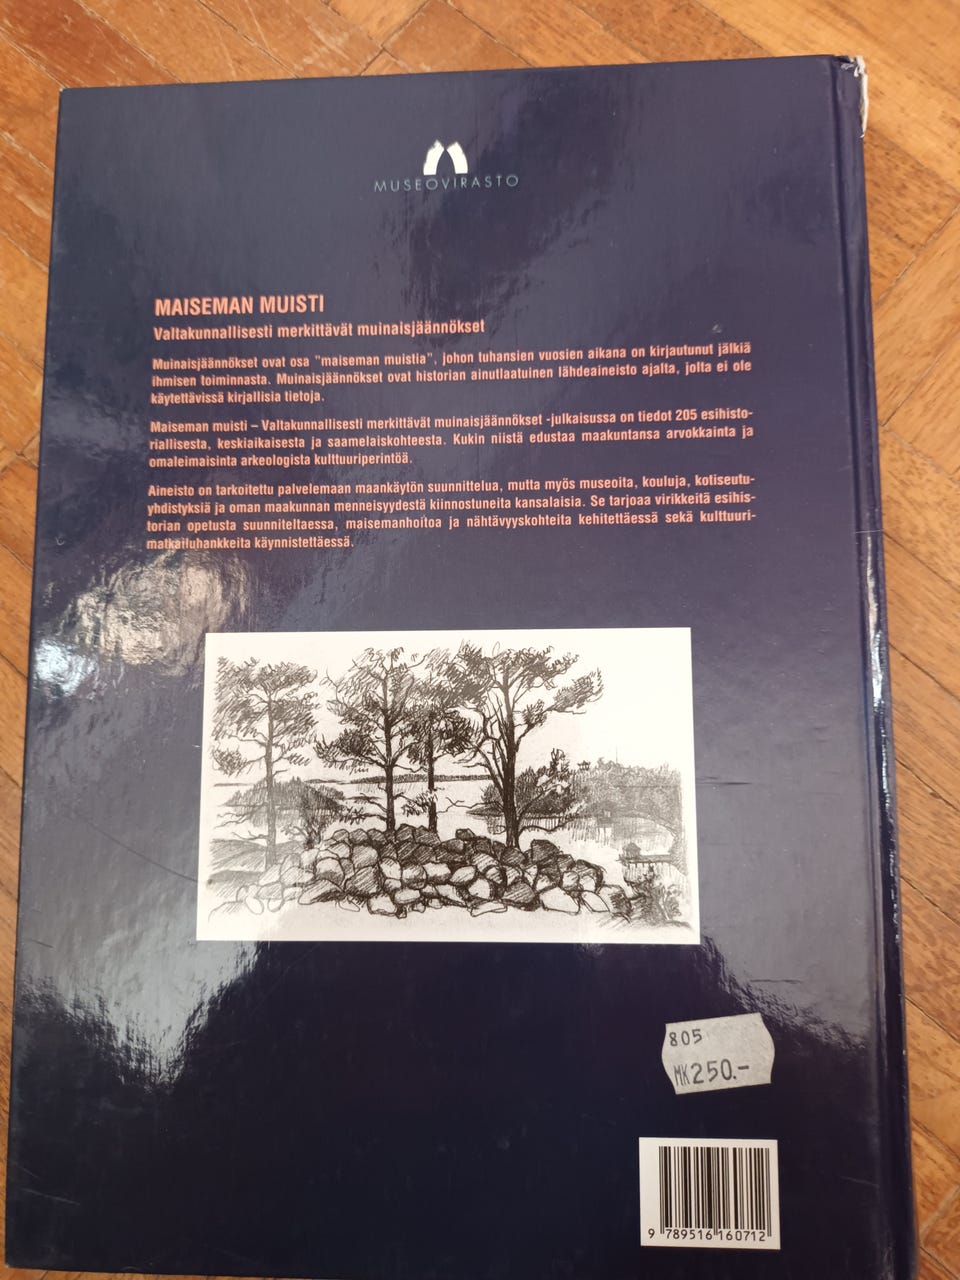 MUSEOVIRASTO
MAISEMAN MUISTI
Valtakunnallisesti merkittävät muinaisjäännökset
Muinaisjäännökset ovat osa "maiseman muistia", johon tuhansien vuosien aikana on kirjautunut jälkiä
ihmisen toiminnasta. Muinaisjäännökset ovat historian ainutlaatuinen lähdeaineisto ajalta, jolta ei ole
käytettävissä kirjallisia tietoja.
Maiseman muisti – Valtakunnallisesti merkittävät muinaisjäännökset -julkaisussa on tiedot 205 esihisto-
riallisesta, keskiaikaisesta ja saamelaiskohteesta. Kukin niistä edustaa maakuntansa arvokkainta ja
omaleimaisinta arkeologista kulttuuriperintöä.
Aineisto on tarkoitettu palvelemaan maankäytön suunnittelua, mutta myös museoita, kouluja, kotiseutu-
yhdistyksiä ja oman maakunnan menneisyydestä kiinnostuneita kansalaisia. Se tarjoaa virikkeitä esihis-
torian opetusta suunniteltaessa, maisemanhoitoa ja nähtävyyskohteita kehitettäessä sekä kulttuuri-
matkailuhankkeita käynnistettäessä.
805
MK250.-
9 789516 160712